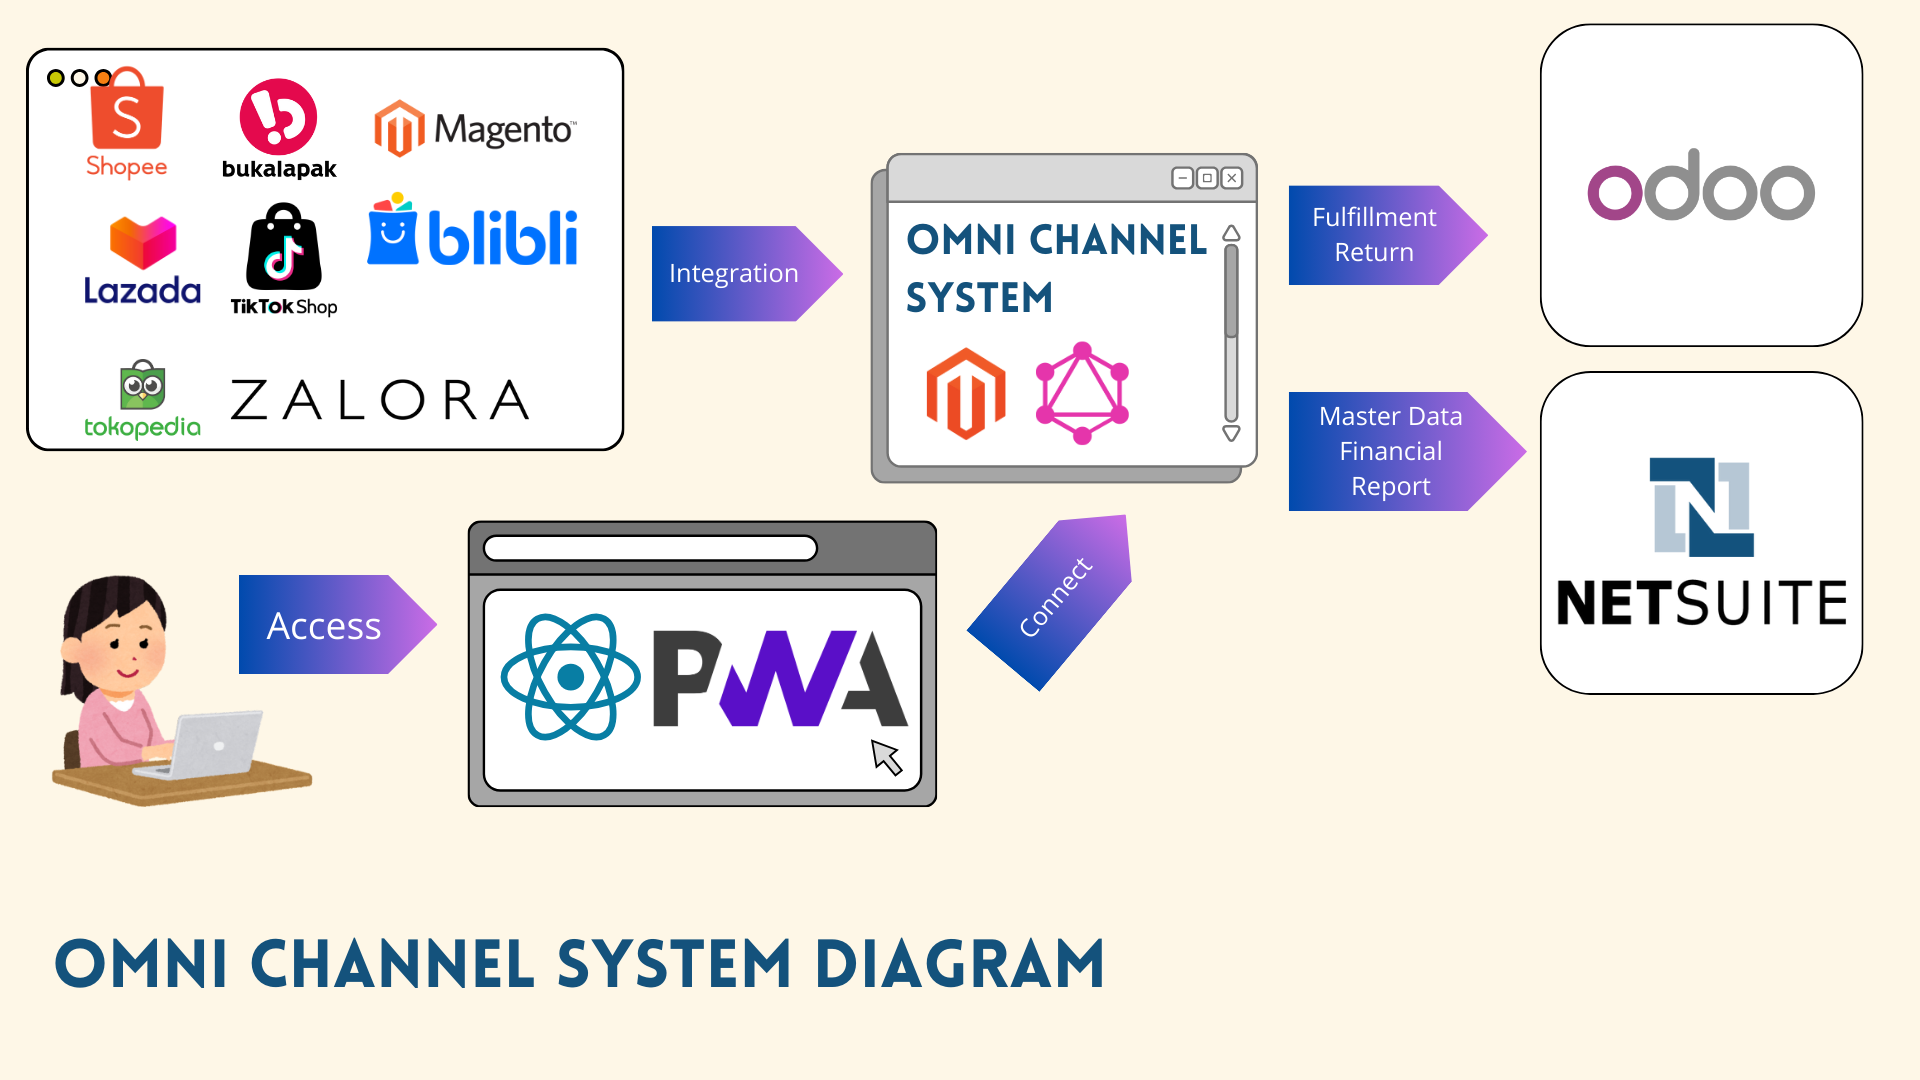 Shopee
bukalapak
Magento™
Lazada
TikTok Shop
blibli
tokopedia
ZALORA
Integration
OMNI CHANNEL
SYSTEM
Fulfillment
Return
odoo
Master Data
Financial
Report
NETSUITE
Access
PWA
Connect
OMNI CHANNEL SYSTEM DIAGRAM